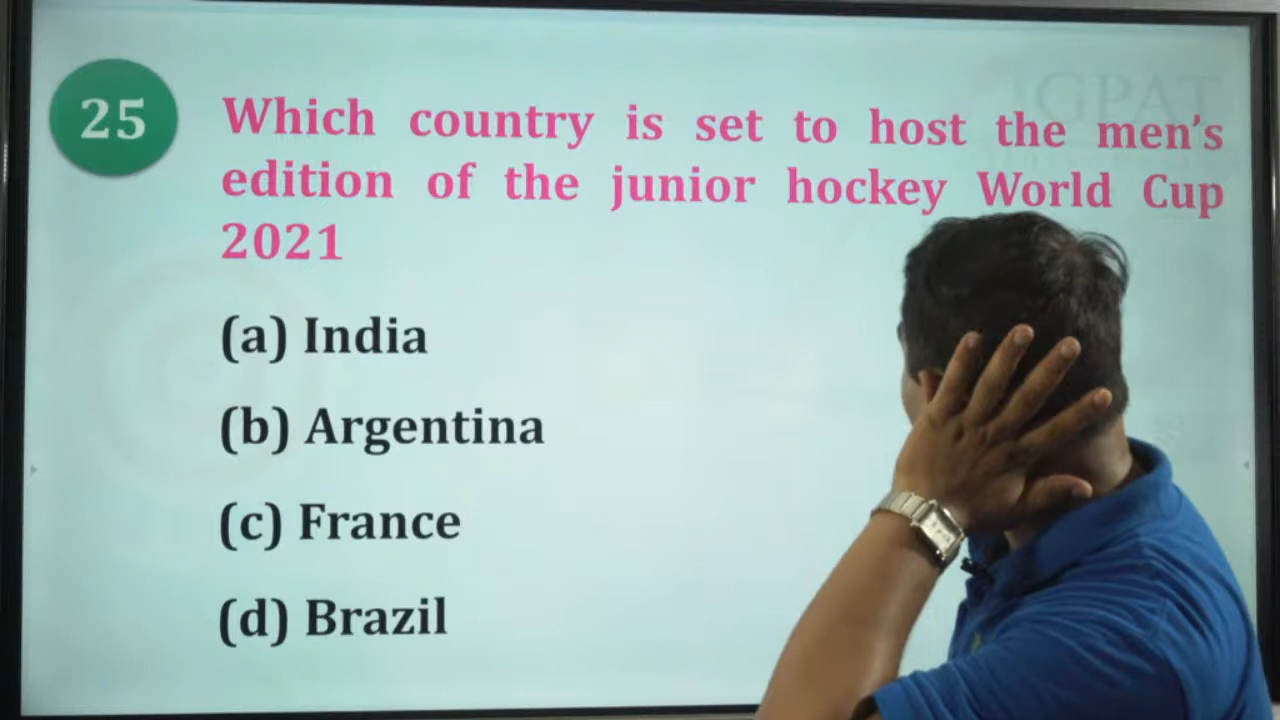 25
Which country is set to host the men's
edition of the junior hockey World Cup
2021
(a) India
(b) Argentina
(c) France
(d) Brazil